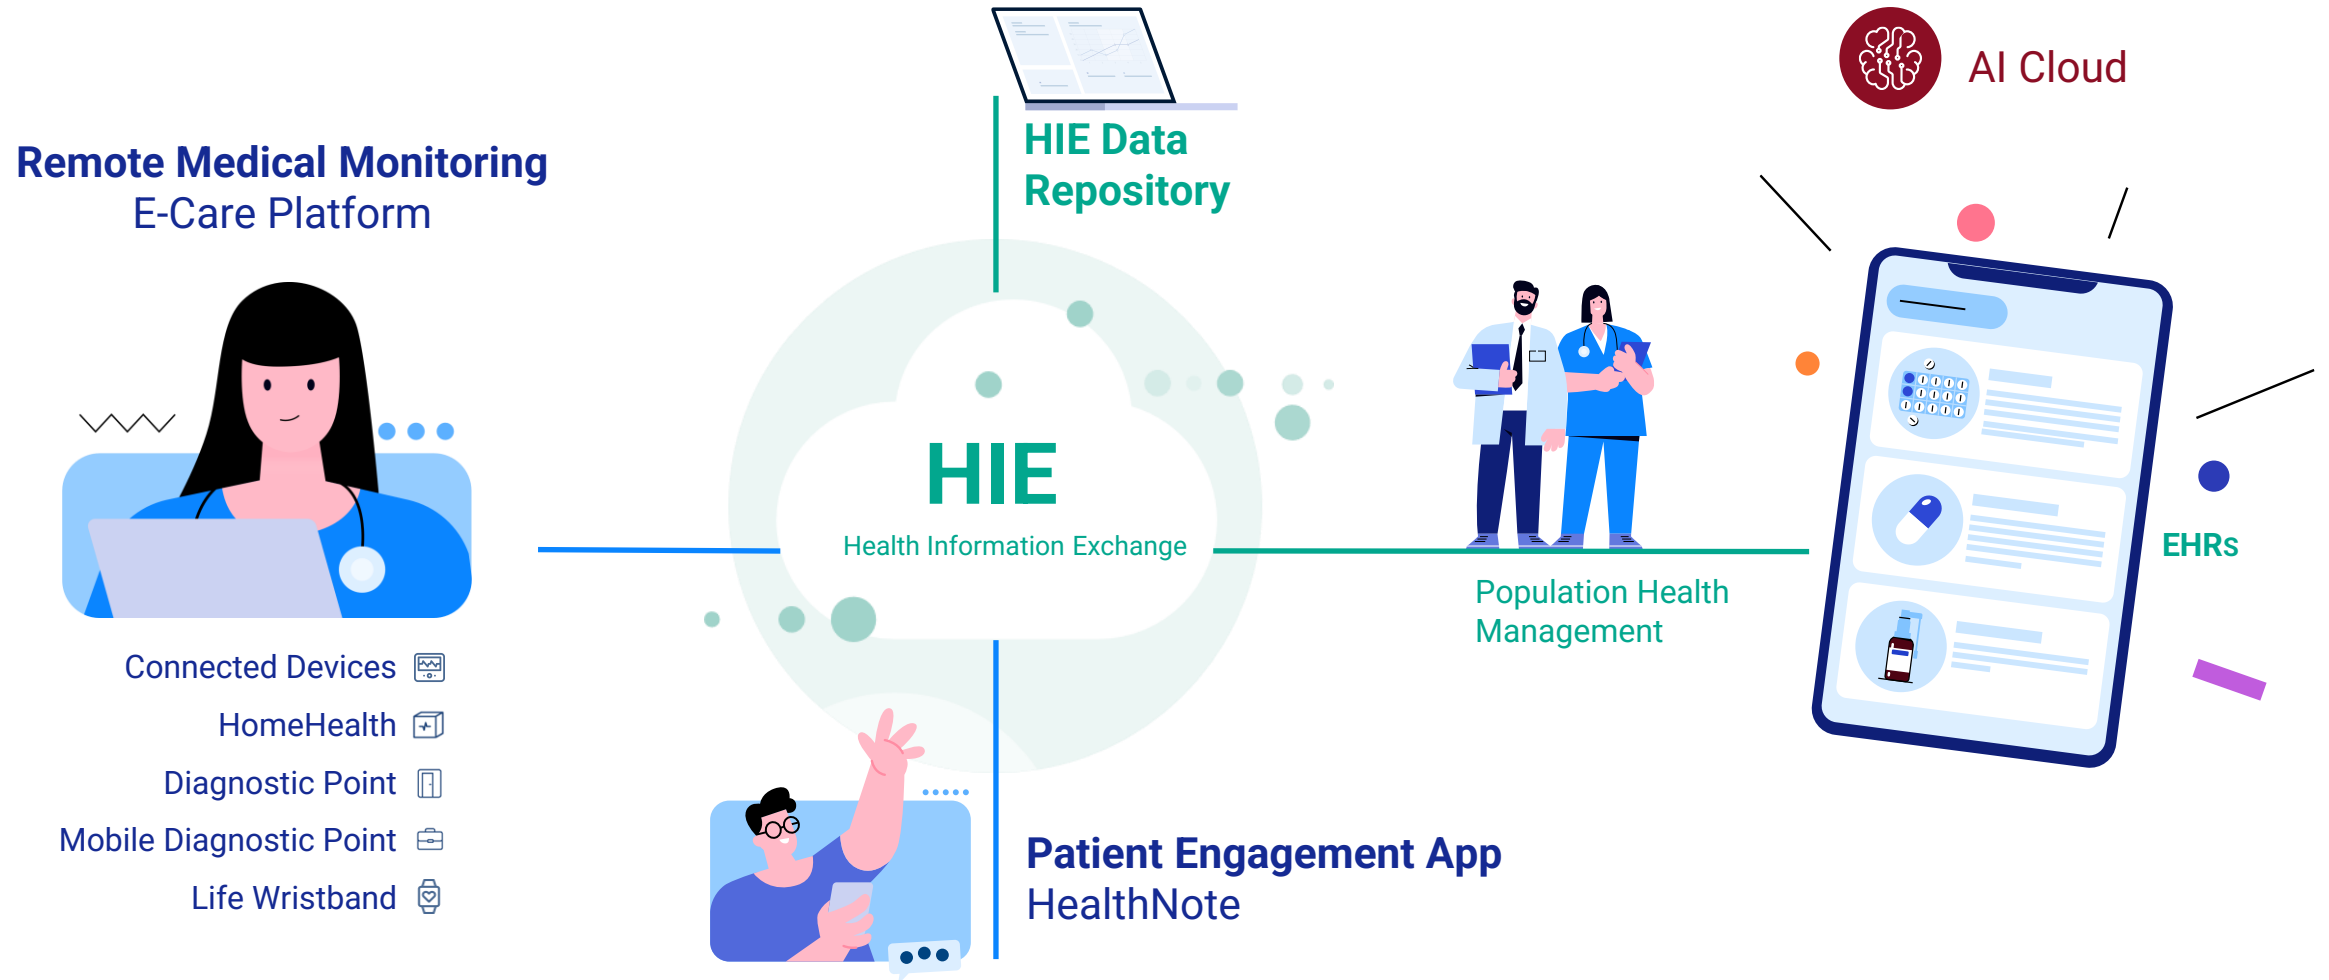 Remote Medical Monitoring
E-Care Platform
Connected Devices
HomeHealth
Diagnostic Point
Mobile Diagnostic Point
Life Wristband
HIE Data
Repository
HIE
Health Information Exchange
Patient Engagement App
HealthNote
Population Health
Management
AI Cloud
EHRs